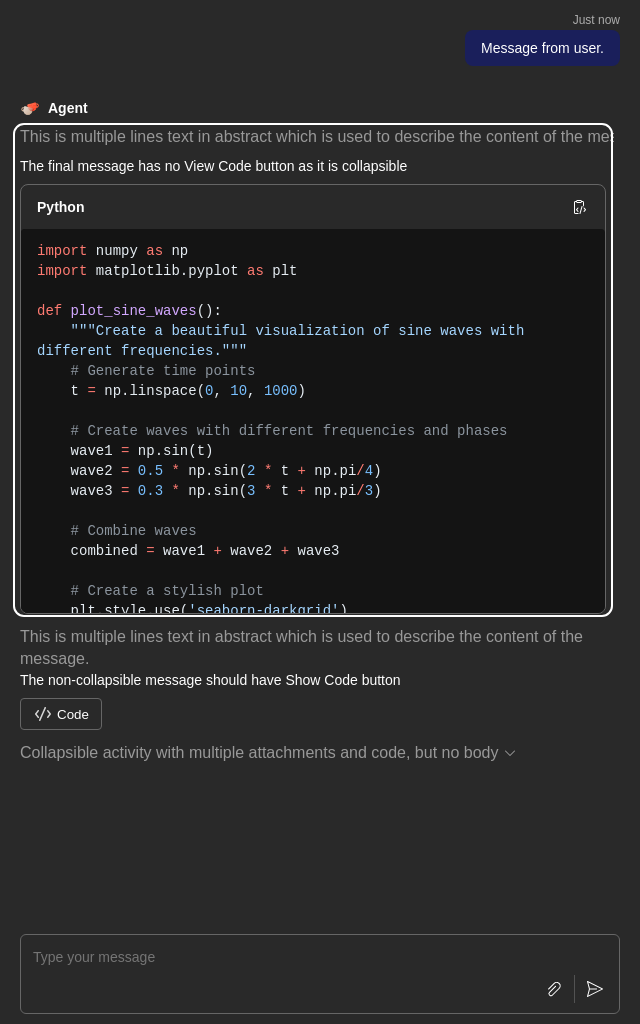 Just now
Message from user.
Agent
This is multiple lines text in abstract which is used to describe the content of the
The final message has no View Code button as it is collapsible
Python
import numpy as np
import matplotlib.pyplot as plt
def plot_sine_waves():
"""Create a beautiful visualization of sine waves with
different frequencies."""
# Generate time points
t = np.linspace(0, 10, 1000)
# Create waves with different frequencies and phases
wave1 = np.sin(t)
wave2 = 0.5 * np.sin(2 * t + np.pi/4)
wave3 = 0.3 * np.sin(3 * t + np.pi/3)
# Combine waves
combined = wave1 + wave2 + wave3
# Create a stylish plot
plt.style.use('seaborn-darkgrid')
This is multiple lines text in abstract which is used to describe the content of the
message.
The non-collapsible message should have Show Code button
Code
Collapsible activity with multiple attachments and code, but no body
Type your message